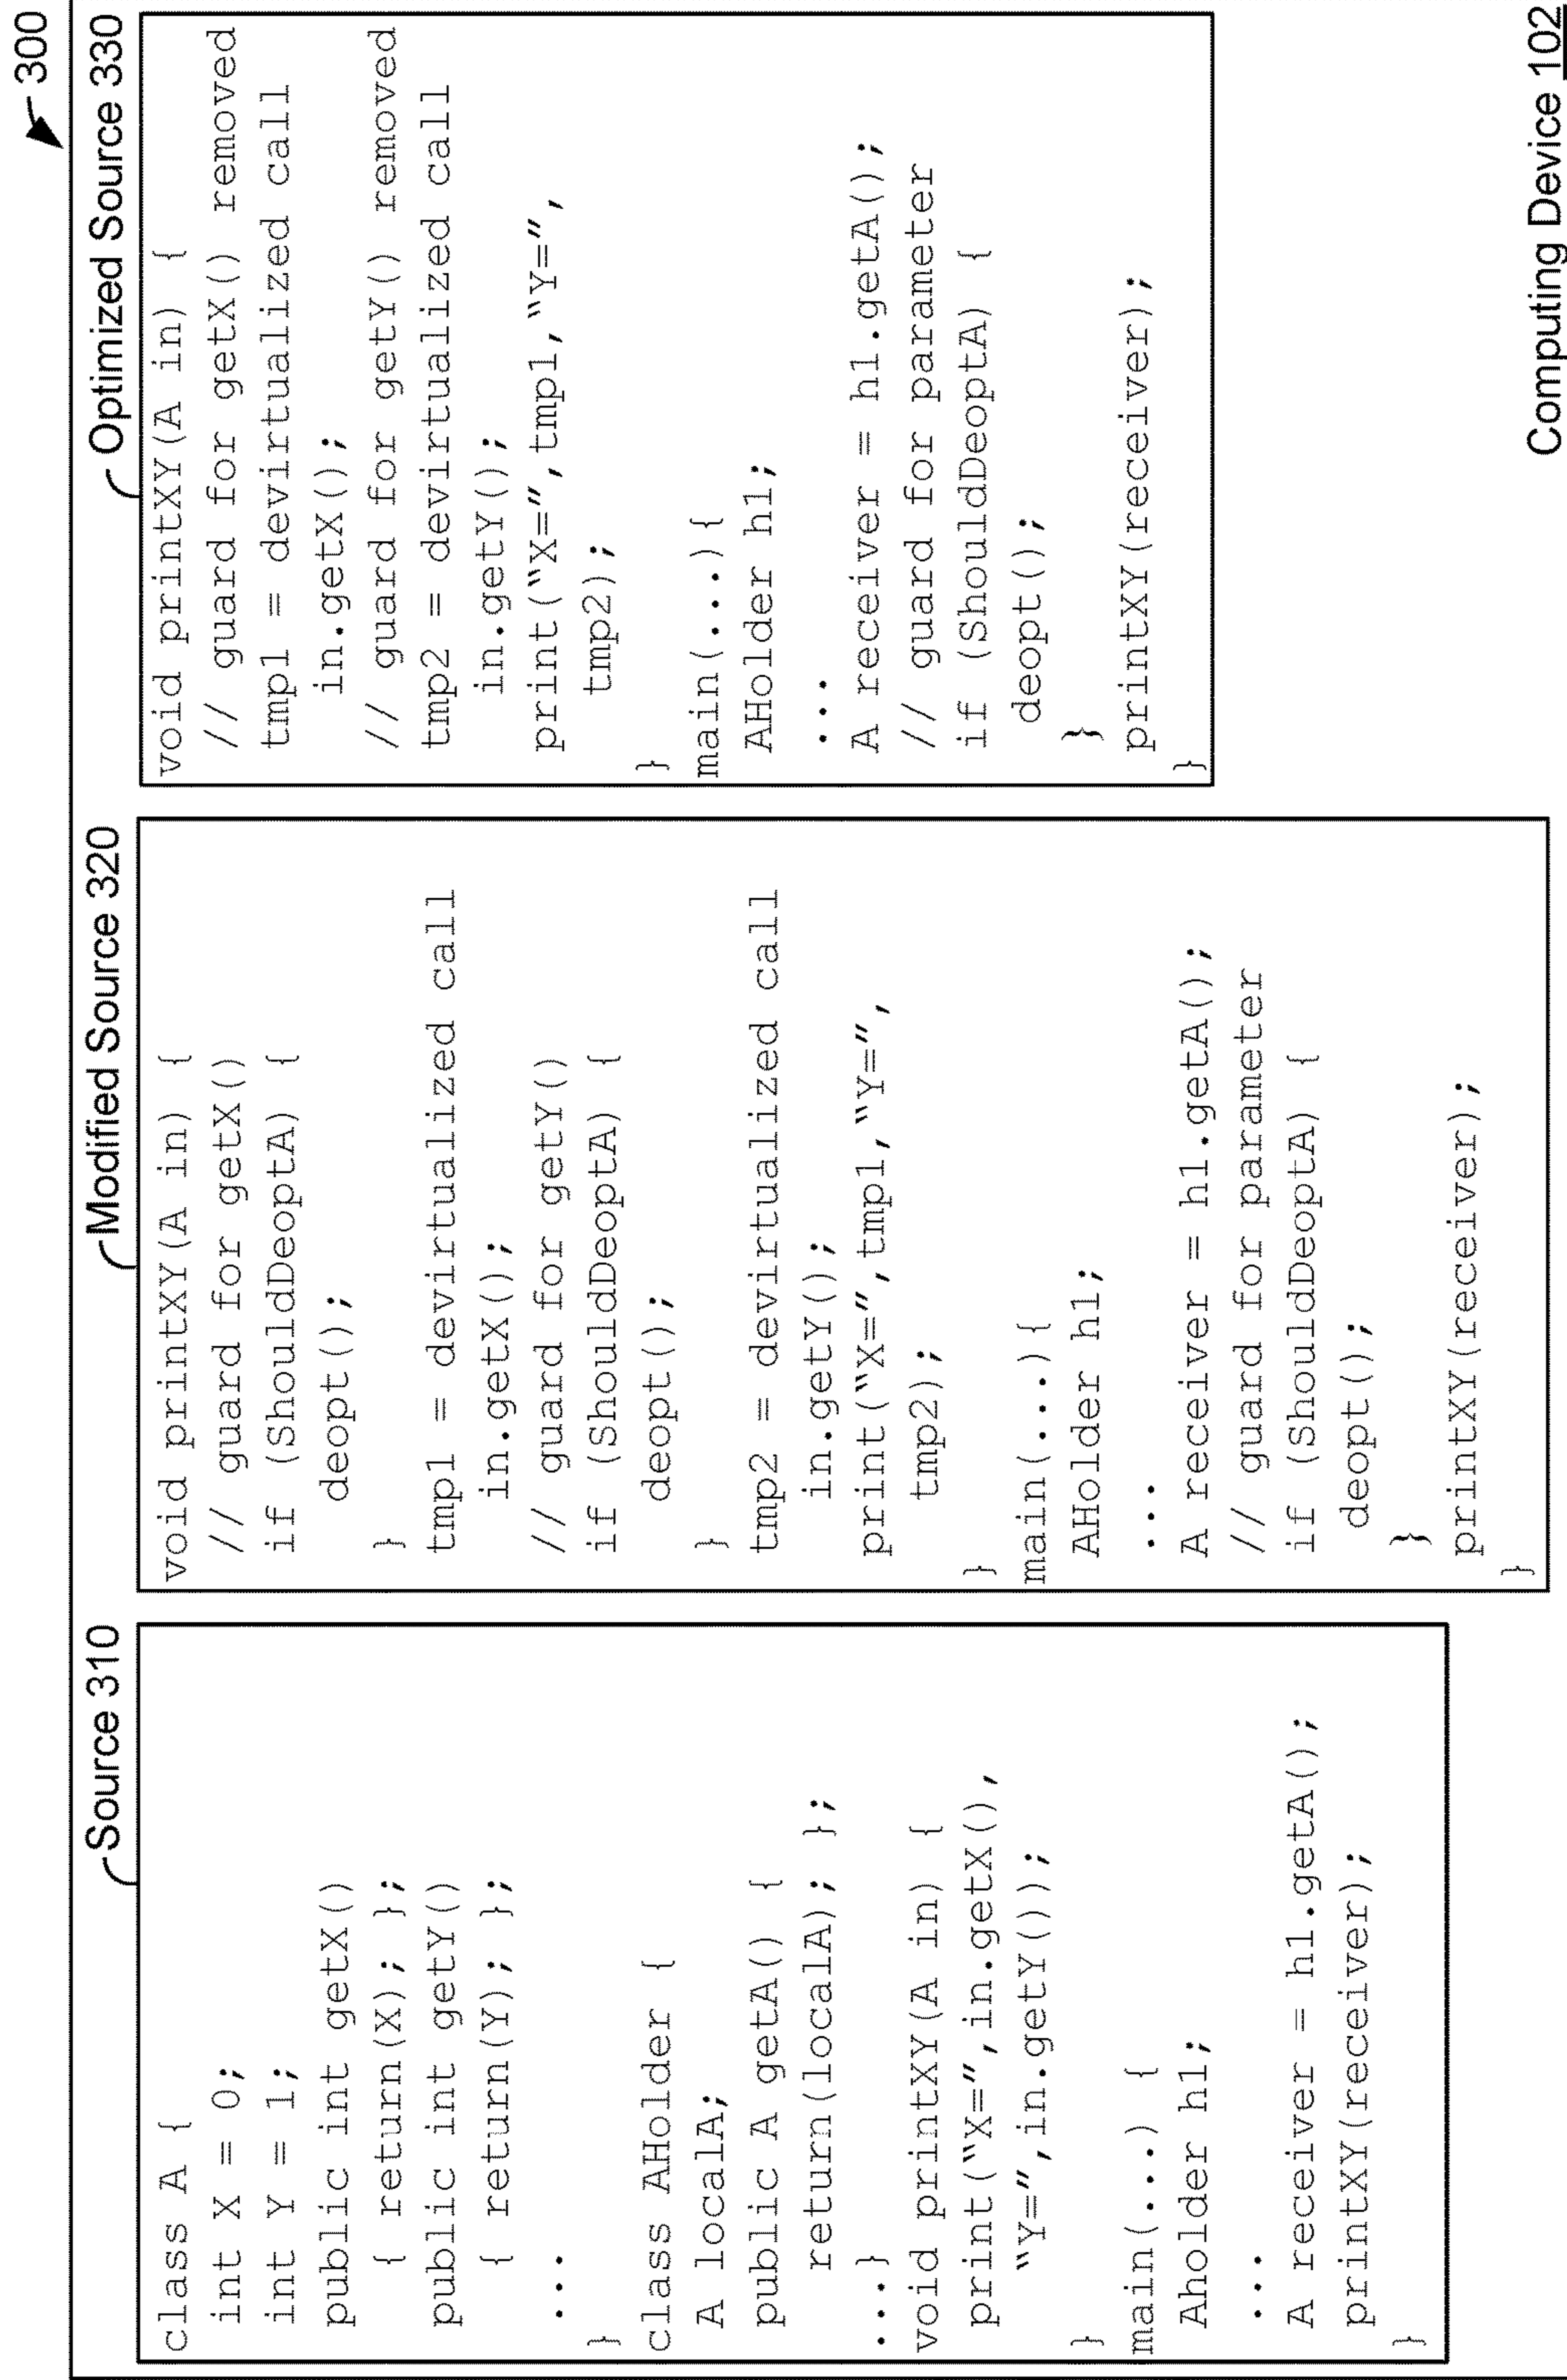 300
Source 310
class A {
int X = 0;
int Y = 1;
public int getX()
{ return(X); };
public int getY()
{ return(Y); };
...
}
class AHolder {
A localA;
public A getA() {
return(localA); };
...}
void printXY(A in) {
print("X=",in.getX(),
"Y=",in.getY());
}
main(...) {
Aholder h1;
...
A receiver = h1.getA();
printXY(receiver);
}
Modified Source 320
void printXY(A in) {
// guard for getX()
if (ShouldDeoptA) {
deopt();
}
tmp1 = devirtualized call
in.getX();
// guard for getY()
if (ShouldDeoptA) {
deopt();
}
tmp2 = devirtualized call
in.getY();
print("X=",tmp1,"Y=",
tmp2);
}
main(...){
AHolder h1;
...
A receiver = h1.getA();
// guard for parameter
if (ShouldDeoptA) {
deopt();
}
printXY(receiver);
}
Optimized Source 330
void printXY(A in) {
// guard for getX() removed
tmp1 = devirtualized call
in.getX();
// guard for getY() removed
tmp2 = devirtualized call
in.getY();
print("X=",tmp1,"Y=",
tmp2);
}
main(...){
AHolder h1;
...
A receiver = h1.getA();
// guard for parameter
if (ShouldDeoptA) {
deopt();
}
printXY(receiver);
}
Computing Device 102